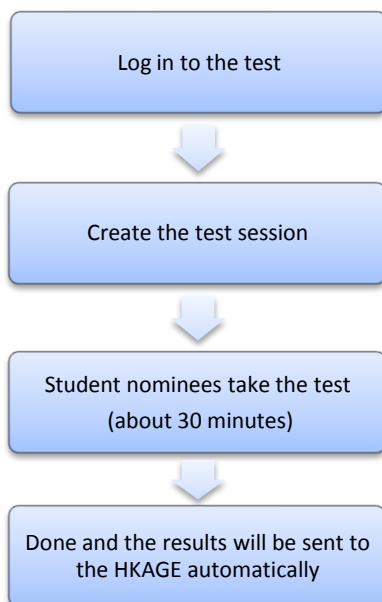 Log in to the test
Create the test session
Student nominees take the test
(about 30 minutes)
Done and the results will be sent to
the HKAGE automatically